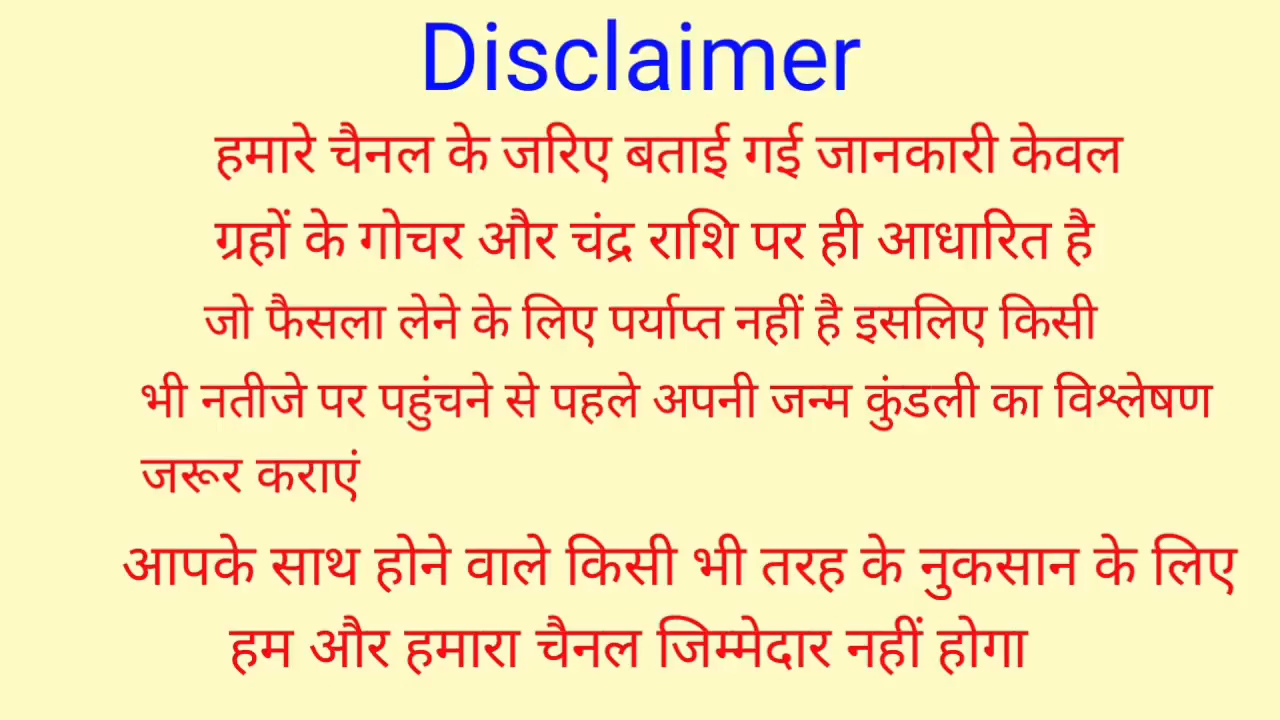 Disclaimer
हमारे चैनल के जरिए बताई गई जानकारी केवल
ग्रहों के गोचर और चंद्र राशि पर ही आधारित है
जो फैसला लेने के लिए पर्याप्त नहीं है इसलिए किसी
भी नतीजे पर पहुंचने से पहले अपनी जन्म कुंडली का विश्लेषण
जरूर कराएं
आपके साथ होने वाले किसी भी तरह के नुकसान के लिए
हम और हमारा चैनल जिम्मेदार नहीं होगा